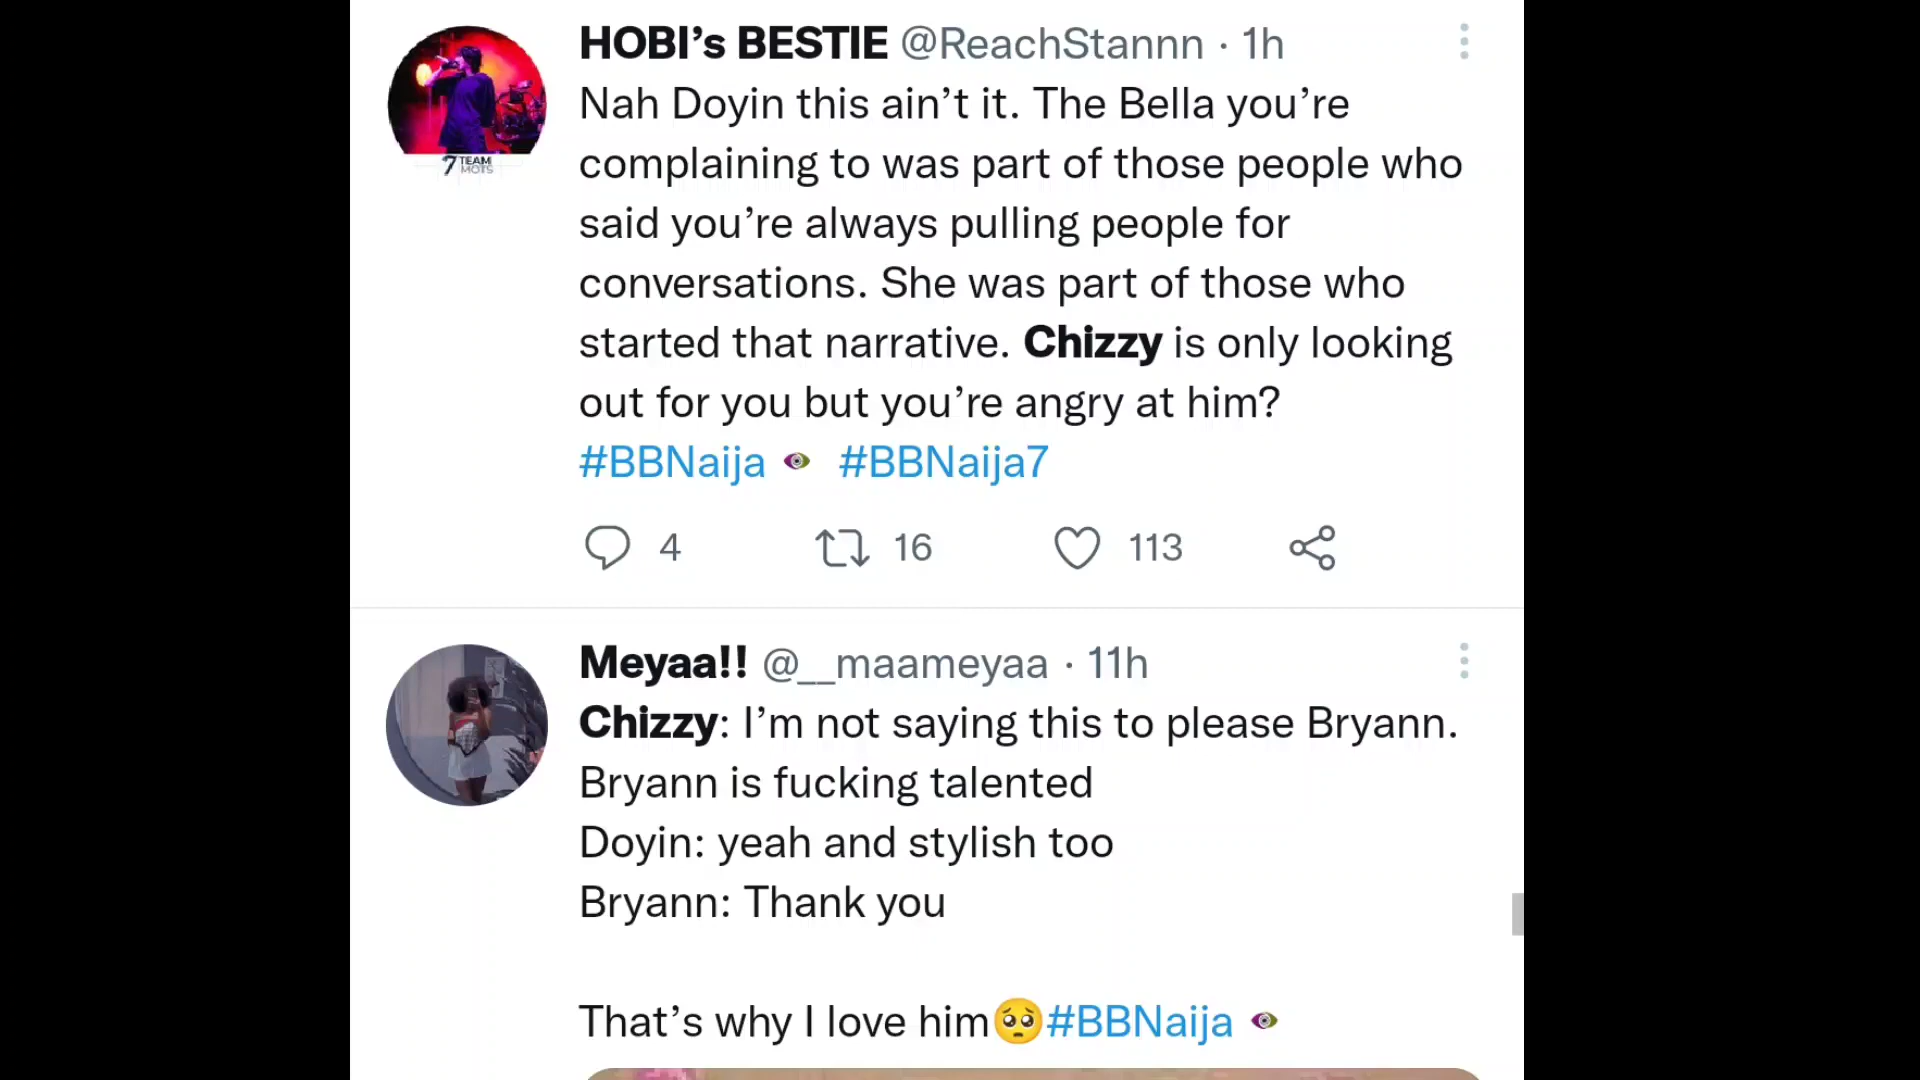 HOBI's BESTIE @ReachStannn · 1h
Nah Doyin this ain't it. The Bella you're
complaining to was part of those people who
said you're always pulling people for
conversations. She was part of those who
started that narrative. Chizzy is only looking
out for you but you're angry at him?
#BBNaija #BBNaija7
4 16 113
7 TEAM
MOTS
Meyaa!! @__maameyaa · 11h
Chizzy: I'm not saying this to please Bryann.
Bryann is fucking talented
Doyin: yeah and stylish too
Bryann: Thank you
That's why I love him🥺#BBNaija